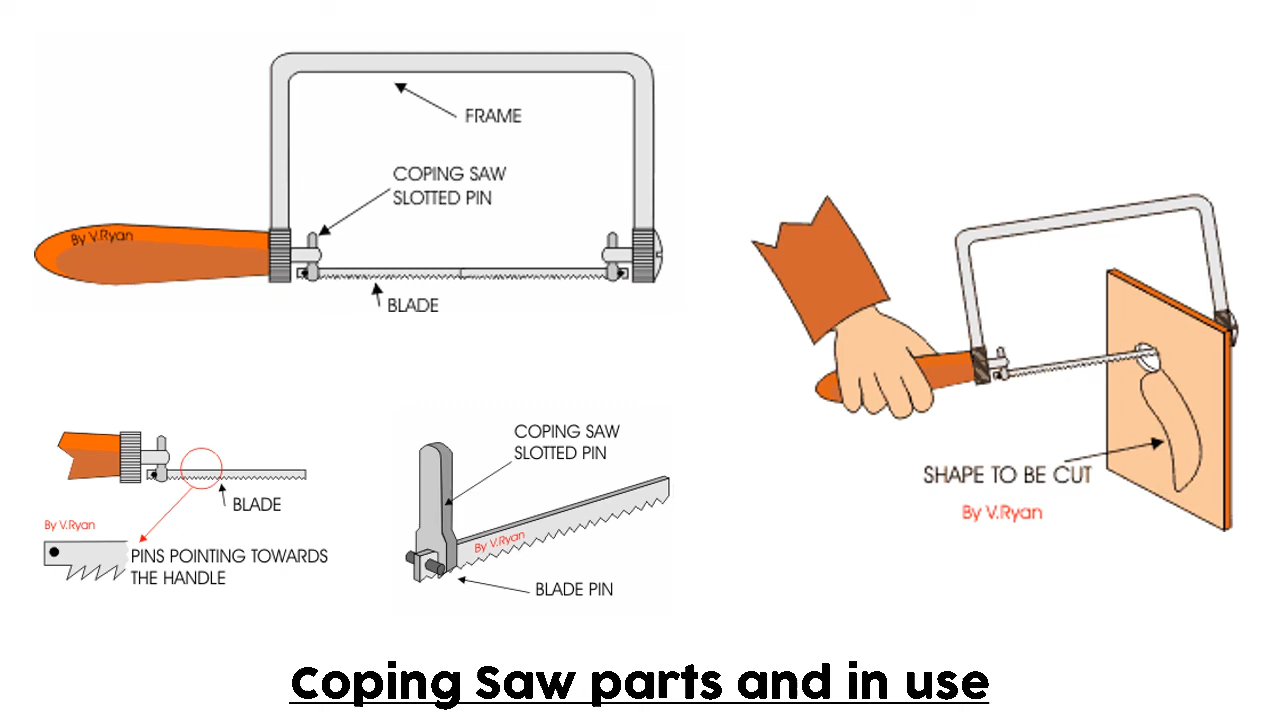 FRAME
COPING SAW
SLOTTED PIN
By V.Ryan
BLADE
BLADE
By V.Ryan
PINS POINTING TOWARDS
THE HANDLE
COPING SAW
SLOTTED PIN
By V.Ryan
BLADE PIN
SHAPE TO BE CUT
By V.Ryan
Coping Saw parts and in use